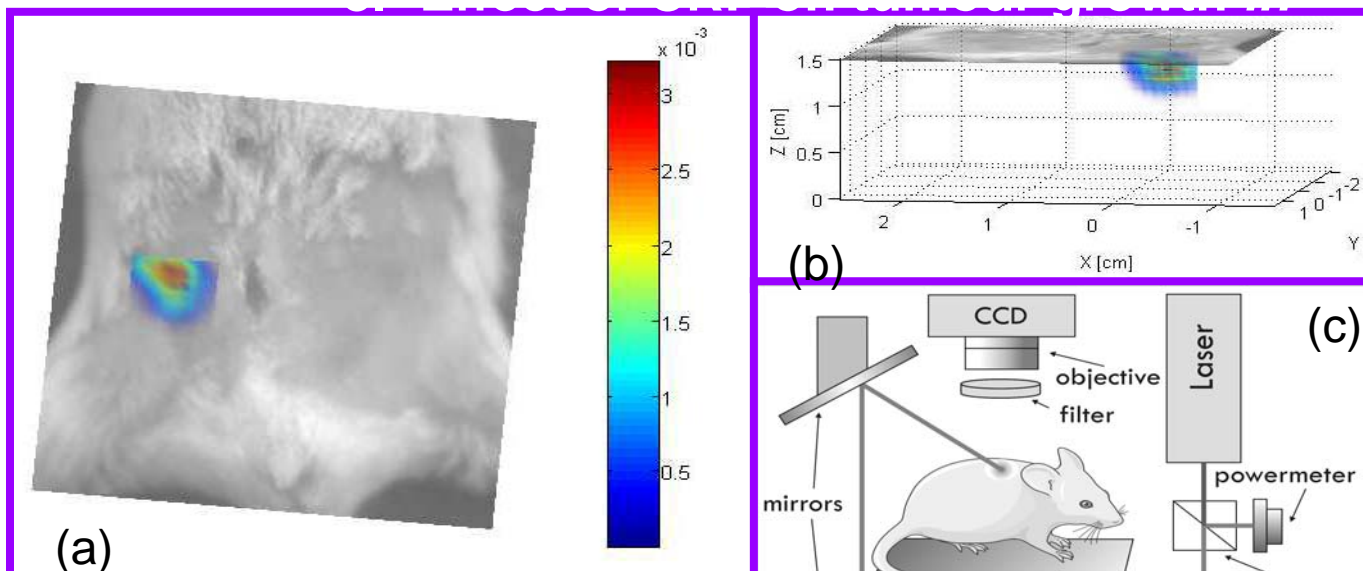 x 10⁻³
3
2.5
2
1.5
1
0.5
(a)
1.5
1
0.5
0
Z [cm]
2 1 0 -1
X [cm]
1 0 -1 -2
Y
(b)
(c)
CCD
Laser
objective
filter
mirrors
powermeter